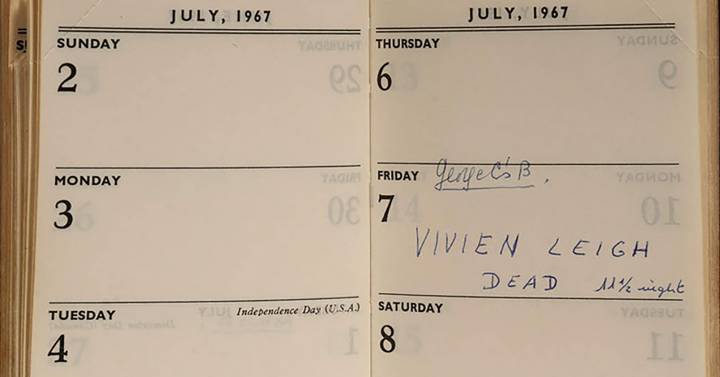 JULY, 1967
SUNDAY
2
MONDAY
3
TUESDAY
Independence Day (U.S.A.)
4
JULY, 1967
THURSDAY
6
FRIDAY George C's B.
7
VIVIEN LEIGH
DEAD 11½ night
SATURDAY
8